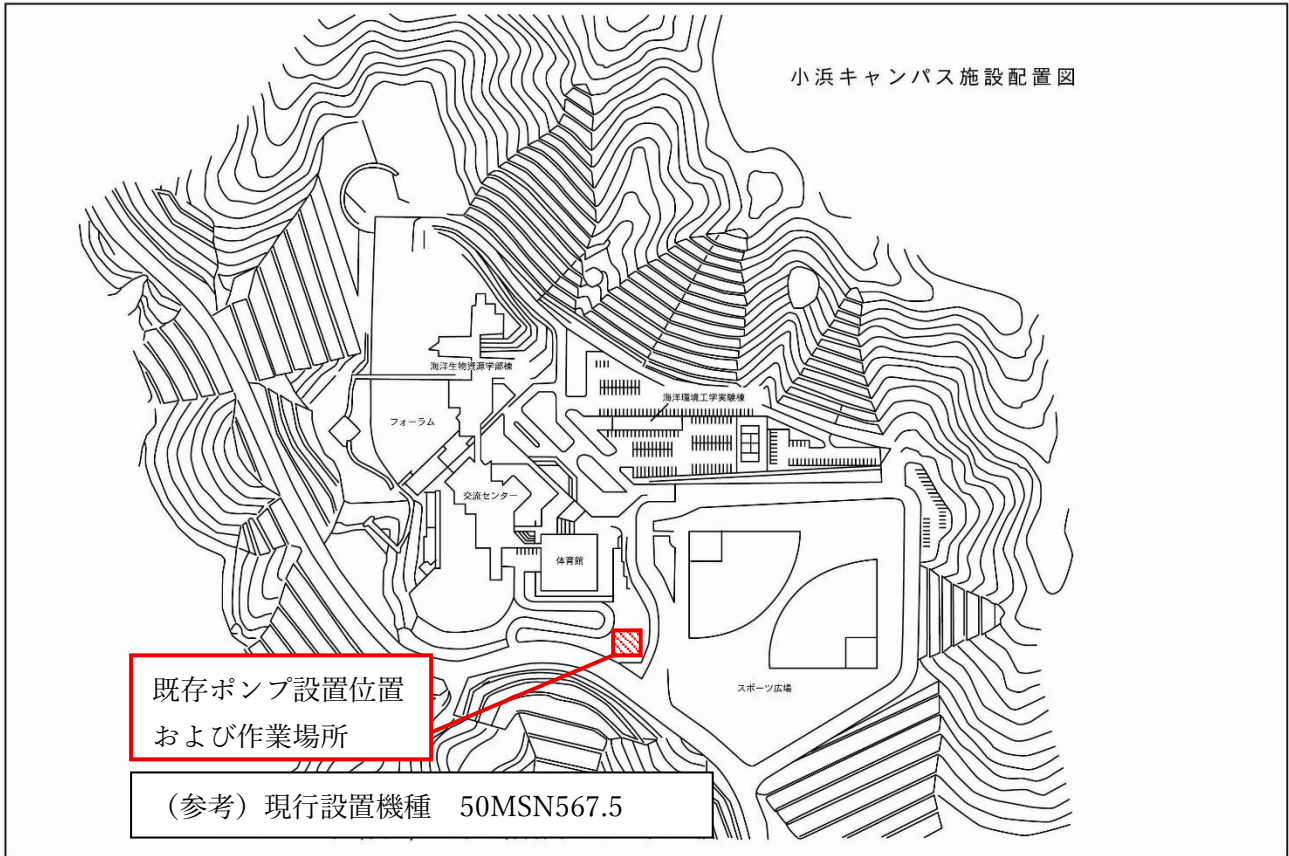 小浜キャンパス施設配置図
海洋生物資源学部棟
海洋環境工学実験棟
フォーラム
交流センター
体育館
スポーツ広場
既存ポンプ設置位置
および作業場所
（参考）現行設置機種　50MSN567.5